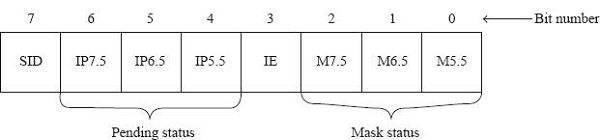 7 6 5 4 3 2 1 0 Bit number
SID IP7.5 IP6.5 IP5.5 IE M7.5 M6.5 M5.5
Pending status Mask status